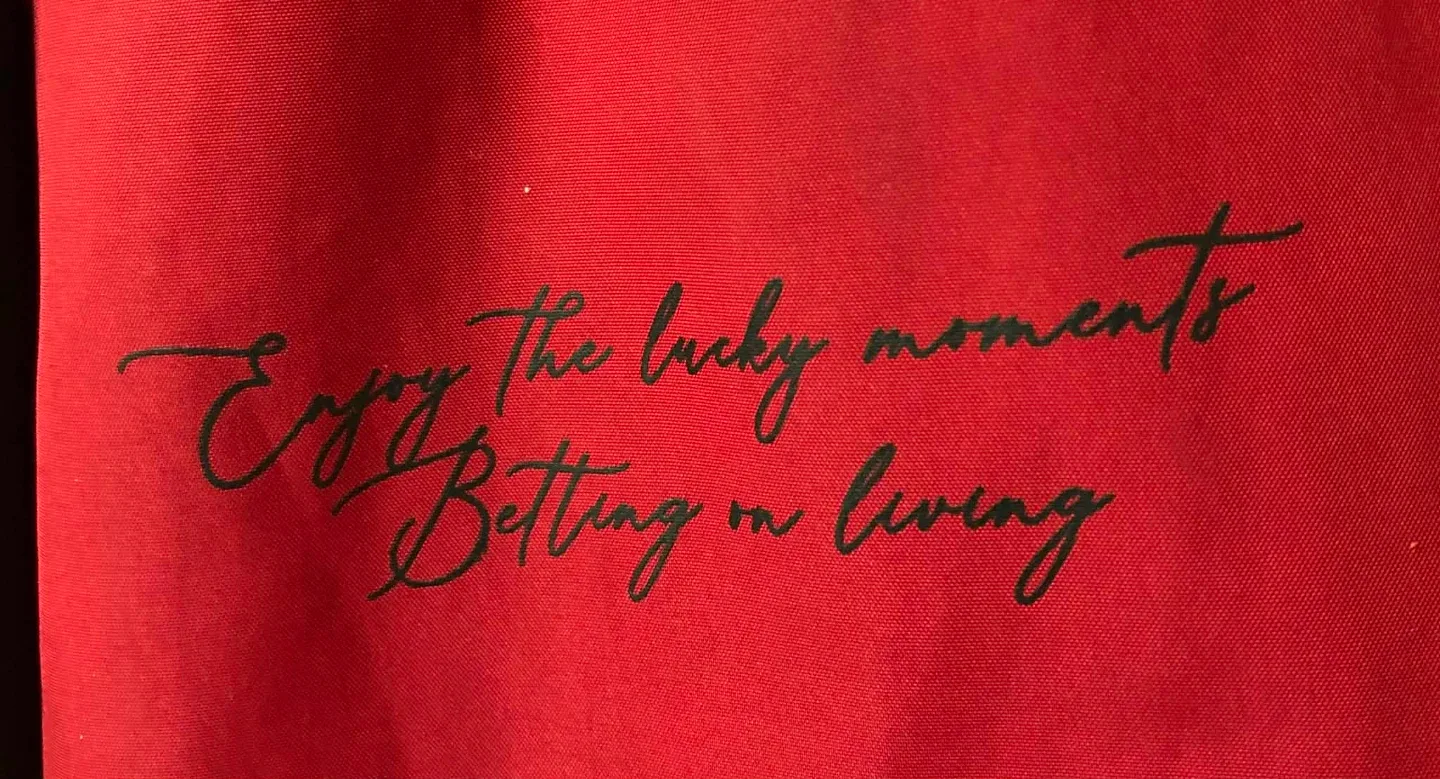 Enjoy the lucky moments
Betting on living